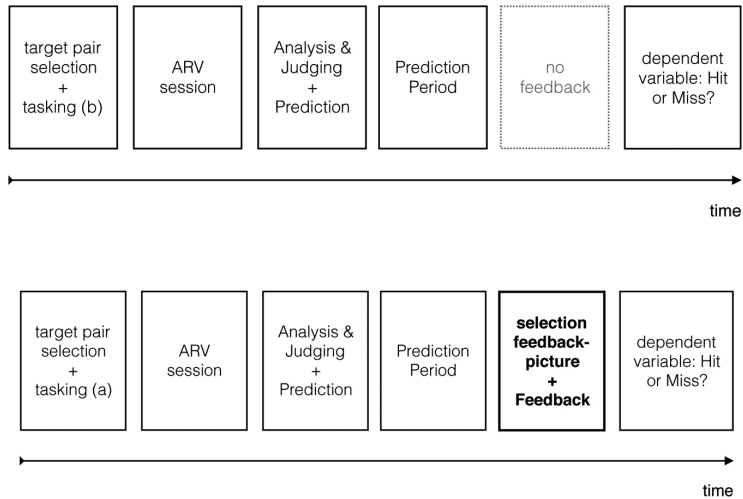 target pair
selection
+
tasking (b)
ARV
session
Analysis &
Judging
+
Prediction
Prediction
Period
no
feedback
dependent
variable: Hit
or Miss?
time
target pair
selection
+
tasking (a)
ARV
session
Analysis &
Judging
+
Prediction
Prediction
Period
selection
feedback-
picture
+
Feedback
dependent
variable: Hit
or Miss?
time